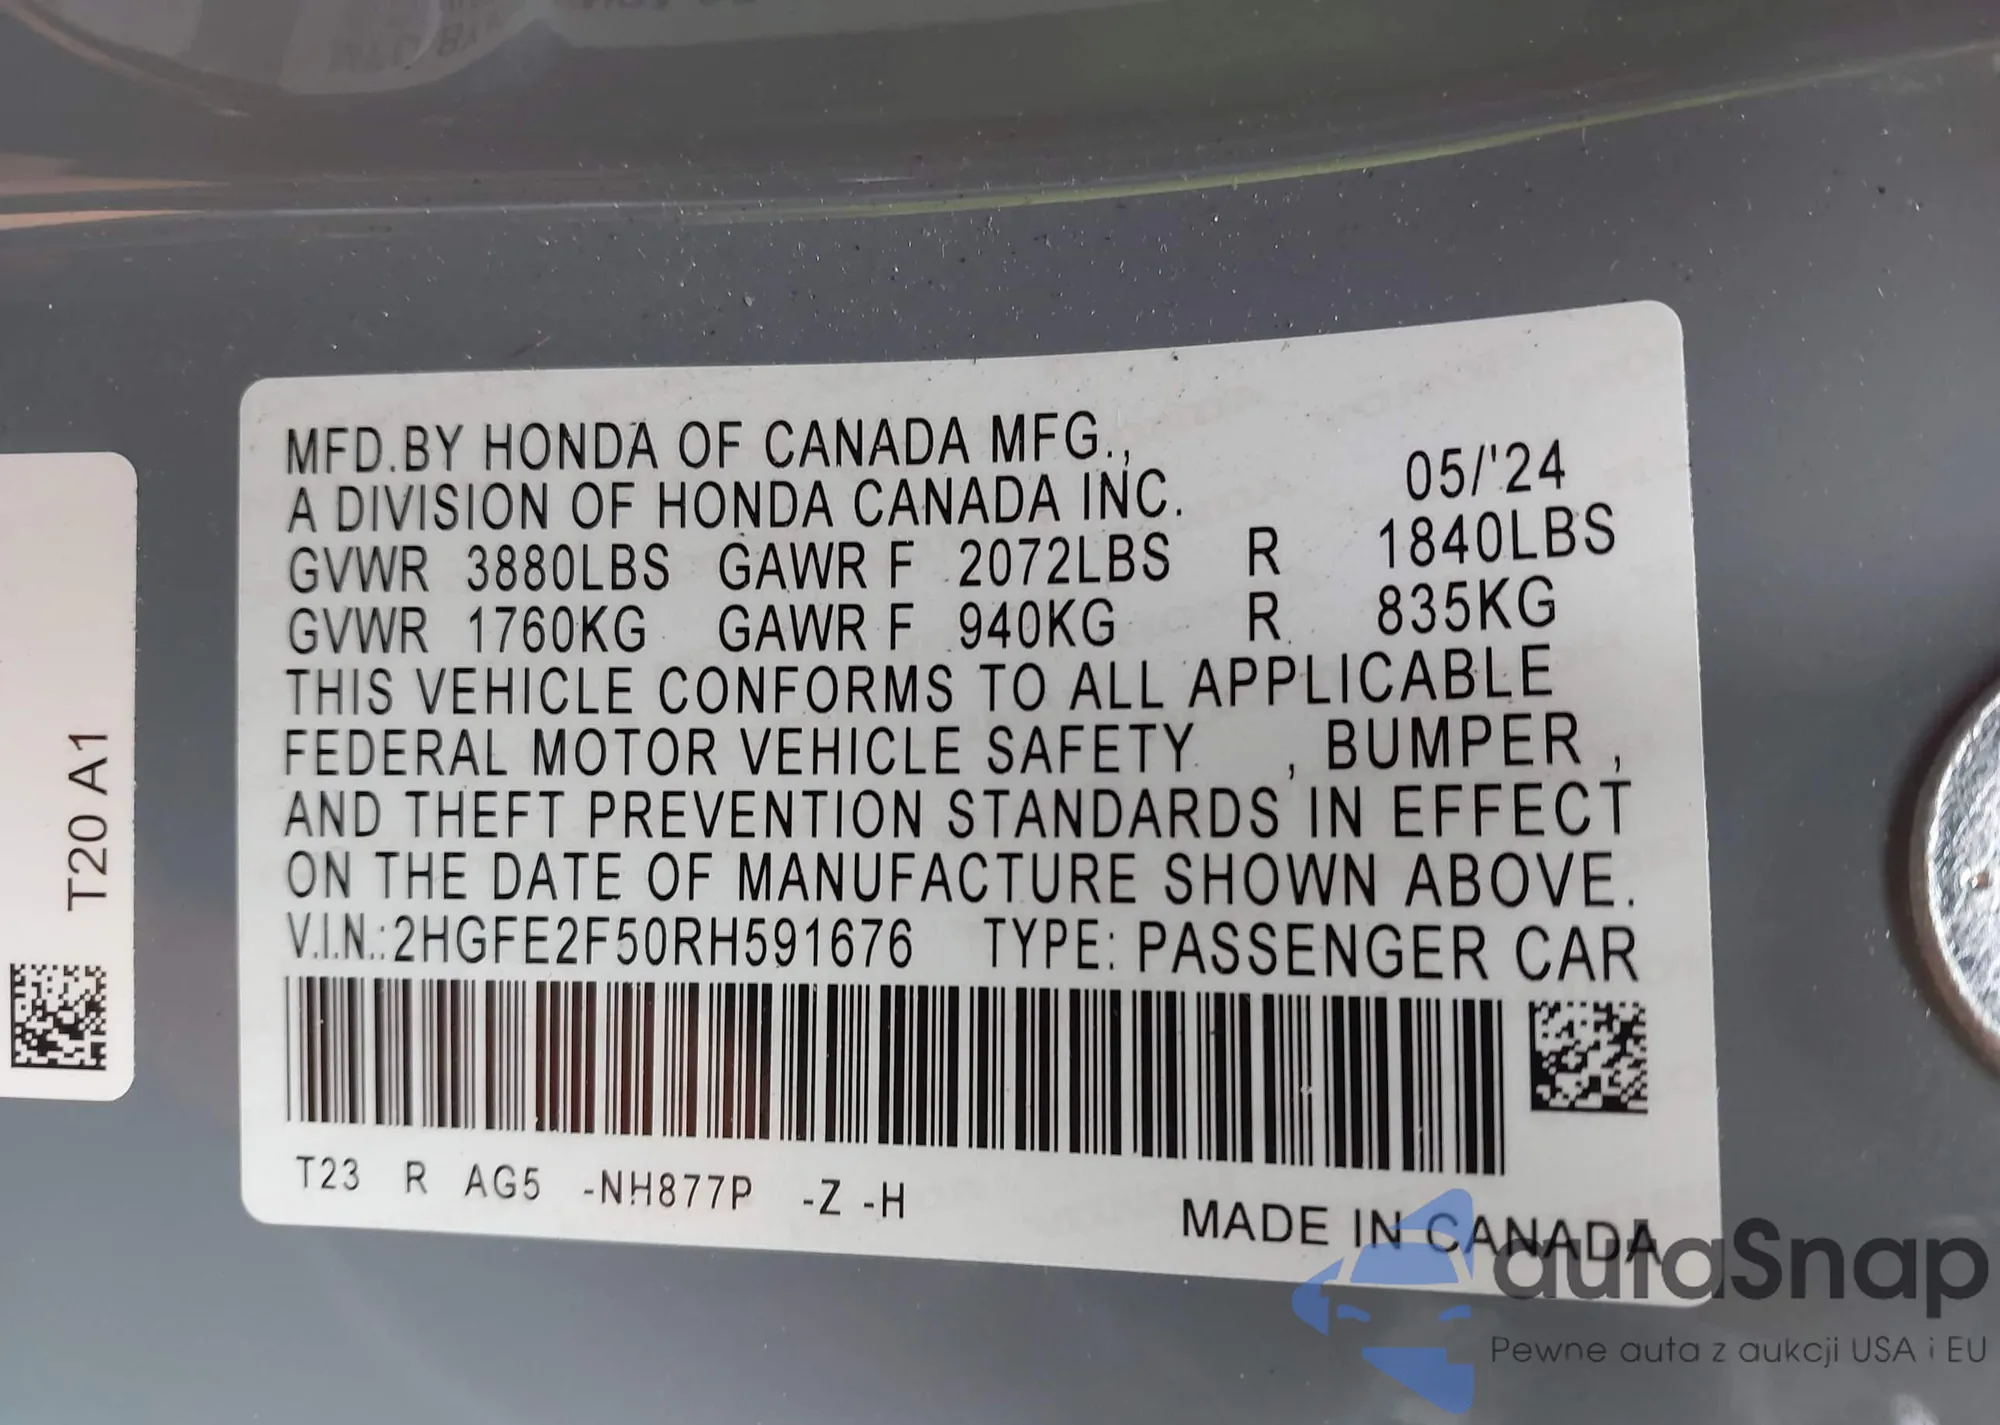 MFD.BY HONDA OF CANADA MFG.,
A DIVISION OF HONDA CANADA INC. 05/'24
GVWR 3880LBS GAWR F 2072LBS R 1840LBS
GVWR 1760KG GAWR F 940KG R 835KG
THIS VEHICLE CONFORMS TO ALL APPLICABLE
FEDERAL MOTOR VEHICLE SAFETY , BUMPER ,
AND THEFT PREVENTION STANDARDS IN EFFECT
ON THE DATE OF MANUFACTURE SHOWN ABOVE.
V.I.N.:2HGFE2F50RH591676 TYPE: PASSENGER CAR
T23 R AG5 -NH877P -Z -H
MADE IN CANADA
T20 A1
autaSnap
Pewne auta z aukcji USA i EU